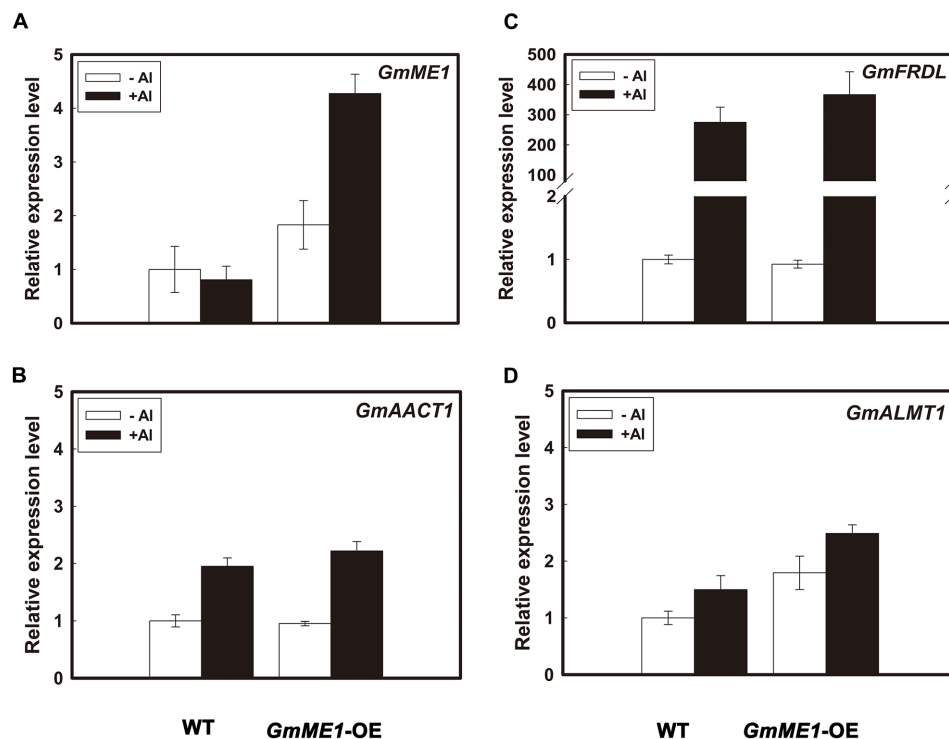 A
Relative expression level
5
4
3
2
1
0
- Al
+Al
GmME1
C
Relative expression level
500
400
300
200
100
2
1
0
- Al
+Al
GmFRDL
B
Relative expression level
5
4
3
2
1
0
- Al
+Al
GmAACT1
WT
GmME1-OE
D
Relative expression level
5
4
3
2
1
0
- Al
+Al
GmALMT1
WT
GmME1-OE